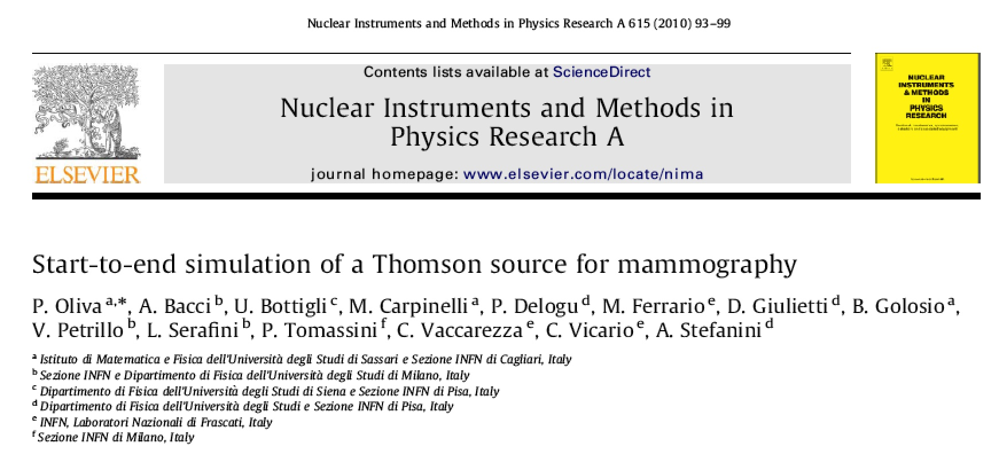 Nuclear Instruments and Methods in Physics Research A 615 (2010) 93–99
Contents lists available at ScienceDirect
Nuclear Instruments and Methods in
Physics Research A
journal homepage: www.elsevier.com/locate/nima
ELSEVIER
NUCLEAR
INSTRUMENTS
& METHODS
IN
PHYSICS
RESEARCH
Start-to-end simulation of a Thomson source for mammography
P. Oliva a,*, A. Bacci b, U. Bottigli c, M. Carpinelli a, P. Delogu d, M. Ferrario e, D. Giulietti d, B. Golosio a,
V. Petrillo b, L. Serafini b, P. Tomassini f, C. Vaccarezza e, C. Vicario e, A. Stefanini d
a Istituto di Matematica e Fisica dell'Università degli Studi di Sassari e Sezione INFN di Cagliari, Italy
b Sezione INFN e Dipartimento di Fisica dell'Università degli Studi di Milano, Italy
c Dipartimento di Fisica dell'Università degli Studi di Siena e Sezione INFN di Pisa, Italy
d Dipartimento di Fisica dell'Università degli Studi e Sezione INFN di Pisa, Italy
e INFN, Laboratori Nazionali di Frascati, Italy
f Sezione INFN di Milano, Italy